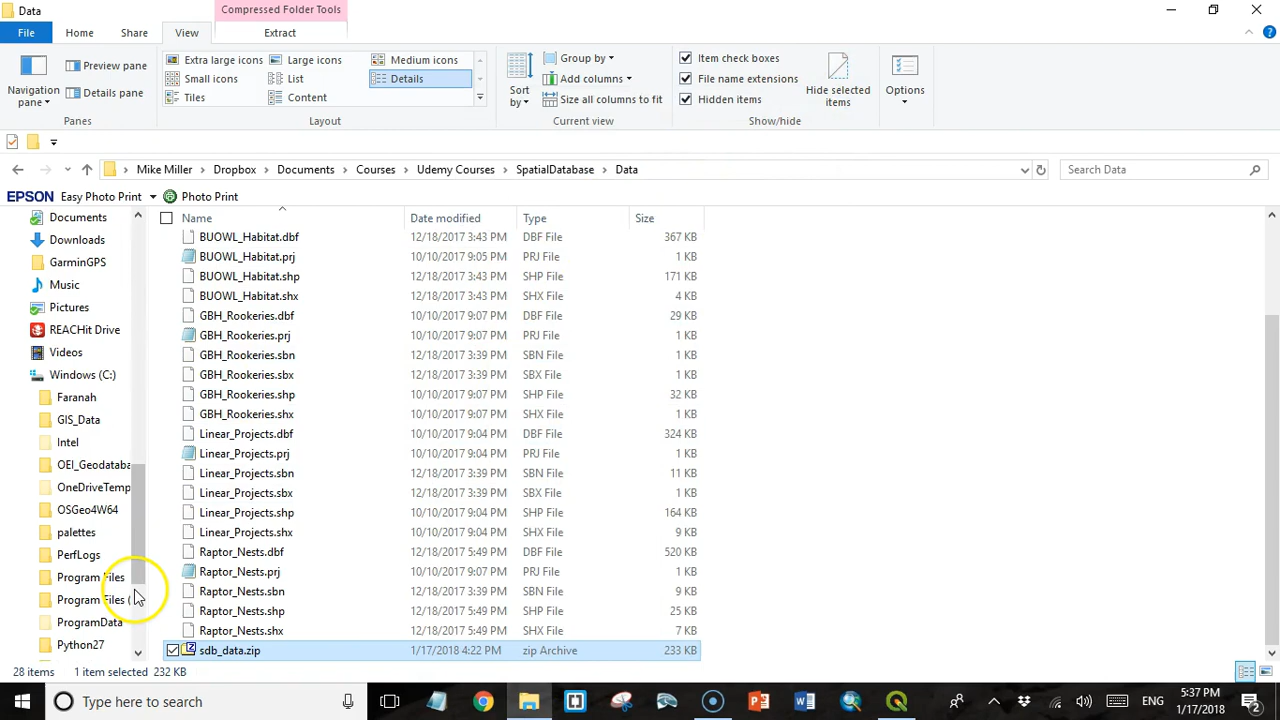 Data
Compressed Folder Tools
File Home Share View Extract
Navigation pane
Preview pane
Details pane
Panes
Extra large icons Large icons Medium icons
Small icons List Details
Tiles Content
Layout
Sort by
Group by
Add columns
Size all columns to fit
Current view
Item check boxes
File name extensions
Hidden items
Hide selected items
Show/hide
Options
Mike Miller › Dropbox › Documents › Courses › Udemy Courses › SpatialDatabase › Data
Search Data
EPSON Easy Photo Print Photo Print
Documents
Downloads
GarminGPS
Music
Pictures
REACHit Drive
Videos
Windows (C:)
Faranah
GIS_Data
Intel
OEI_Geodataba
OneDriveTemp
OSGeo4W64
palettes
PerfLogs
Program Files
Program Files (
ProgramData
Python27
Name Date modified Type Size
BUOWL_Habitat.dbf 12/18/2017 3:43 PM DBF File 367 KB
BUOWL_Habitat.prj 10/10/2017 9:05 PM PRJ File 1 KB
BUOWL_Habitat.shp 12/18/2017 3:43 PM SHP File 171 KB
BUOWL_Habitat.shx 12/18/2017 3:43 PM SHX File 4 KB
GBH_Rookeries.dbf 10/10/2017 9:07 PM DBF File 29 KB
GBH_Rookeries.prj 10/10/2017 9:07 PM PRJ File 1 KB
GBH_Rookeries.sbn 12/18/2017 3:39 PM SBN File 1 KB
GBH_Rookeries.sbx 12/18/2017 3:39 PM SBX File 1 KB
GBH_Rookeries.shp 10/10/2017 9:07 PM SHP File 32 KB
GBH_Rookeries.shx 10/10/2017 9:07 PM SHX File 1 KB
Linear_Projects.dbf 10/10/2017 9:04 PM DBF File 324 KB
Linear_Projects.prj 10/10/2017 9:04 PM PRJ File 1 KB
Linear_Projects.sbn 12/18/2017 3:39 PM SBN File 11 KB
Linear_Projects.sbx 12/18/2017 3:39 PM SBX File 1 KB
Linear_Projects.shp 10/10/2017 9:04 PM SHP File 164 KB
Linear_Projects.shx 10/10/2017 9:04 PM SHX File 9 KB
Raptor_Nests.dbf 12/18/2017 5:49 PM DBF File 520 KB
Raptor_Nests.prj 10/10/2017 9:07 PM PRJ File 1 KB
Raptor_Nests.sbn 12/18/2017 3:39 PM SBN File 9 KB
Raptor_Nests.shp 12/18/2017 5:49 PM SHP File 25 KB
Raptor_Nests.shx 12/18/2017 5:49 PM SHX File 7 KB
sdb_data.zip 1/17/2018 4:22 PM zip Archive 233 KB
28 items 1 item selected 232 KB
Type here to search
ENG
5:37 PM
1/17/2018
2